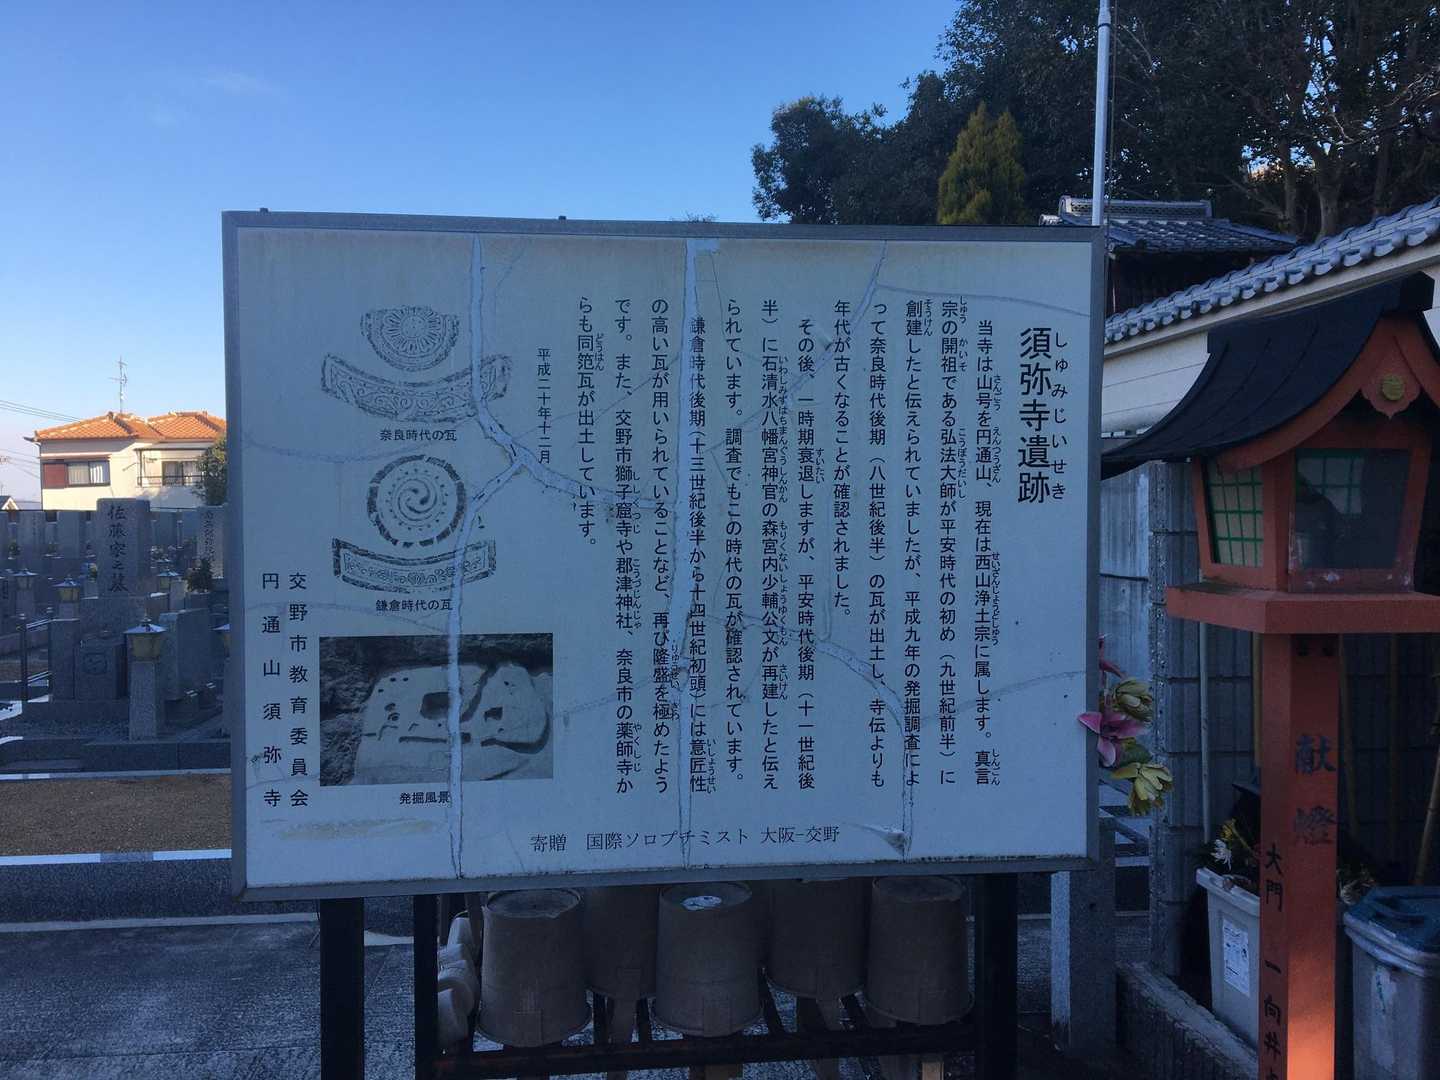 須弥寺遺跡
しゅみじいせき
当寺は山号を円通山、現在は西山浄土宗に属します。真言
宗の開祖である弘法大師が平安時代の初め（九世紀前半）に
創建したと伝えられていましたが、平成九年の発掘調査によ
って奈良時代後期（八世紀後半）の瓦が出土し、寺伝よりも
年代が古くなることが確認されました。
その後、一時期衰退しますが、平安時代後期（十一世紀後
半）に石清水八幡宮神官の森宮内少輔公文が再建したと伝え
られています。調査でもこの時代の瓦が確認されています。
鎌倉時代後期（十三世紀後半から十四世紀初頭）には意匠性
の高い瓦が用いられていることなど、再び隆盛を極めたよう
です。また、交野市獅子窟寺や郡津神社、奈良市の薬師寺か
らも同笵瓦が出土しています。
平成二十年十二月
奈良時代の瓦
鎌倉時代の瓦
発掘風景
交野市教育委員会
円通山須弥寺
寄贈　国際ソロプチミスト 大阪-交野
佐藤家之墓
献燈
大門 一 向井